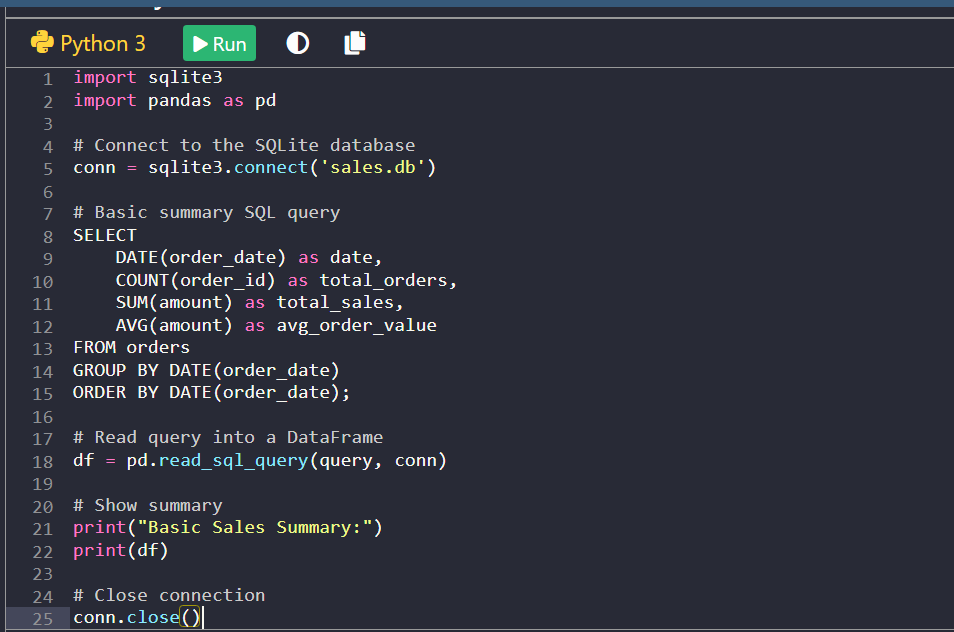 Python 3 Run
1 import sqlite3
2 import pandas as pd
3
4 # Connect to the SQLite database
5 conn = sqlite3.connect('sales.db')
6
7 # Basic summary SQL query
8 SELECT
9     DATE(order_date) as date,
10     COUNT(order_id) as total_orders,
11     SUM(amount) as total_sales,
12     AVG(amount) as avg_order_value
13 FROM orders
14 GROUP BY DATE(order_date)
15 ORDER BY DATE(order_date);
16
17 # Read query into a DataFrame
18 df = pd.read_sql_query(query, conn)
19
20 # Show summary
21 print("Basic Sales Summary:")
22 print(df)
23
24 # Close connection
25 conn.close()